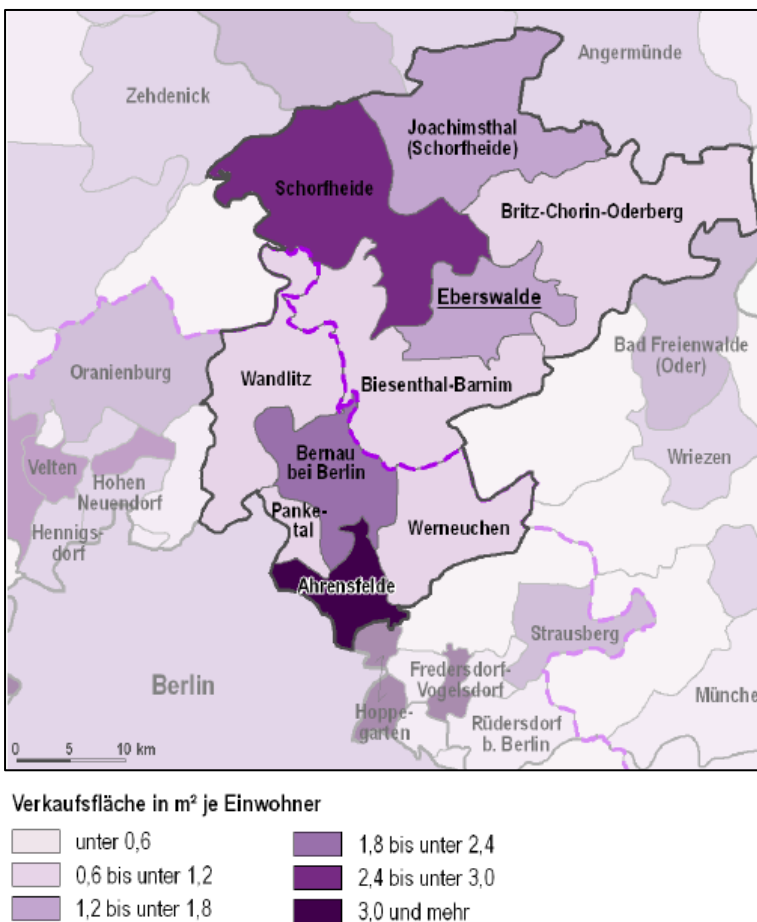 Angermünde
Zehdenick
Joachimsthal
(Schorfheide)
Schorfheide
Britz-Chorin-Oderberg
Eberswalde
Bad Freienwalde
(Oder)
Oranienburg
Wandlitz
Biesenthal-Barnim
Bernau
bei Berlin
Wriezen
Velten
Hohen
Neuendorf
Hennigs-
dorf
Panke-
tal
Werneuchen
Ahrensfelde
Strausberg
Berlin
Fredersdorf-
Vogelsdorf
Hoppe-
garten
Rüdersdorf
b. Berlin
Münche
0 5 10 km
Verkaufsfläche in m² je Einwohner
unter 0,6
0,6 bis unter 1,2
1,2 bis unter 1,8
1,8 bis unter 2,4
2,4 bis unter 3,0
3,0 und mehr